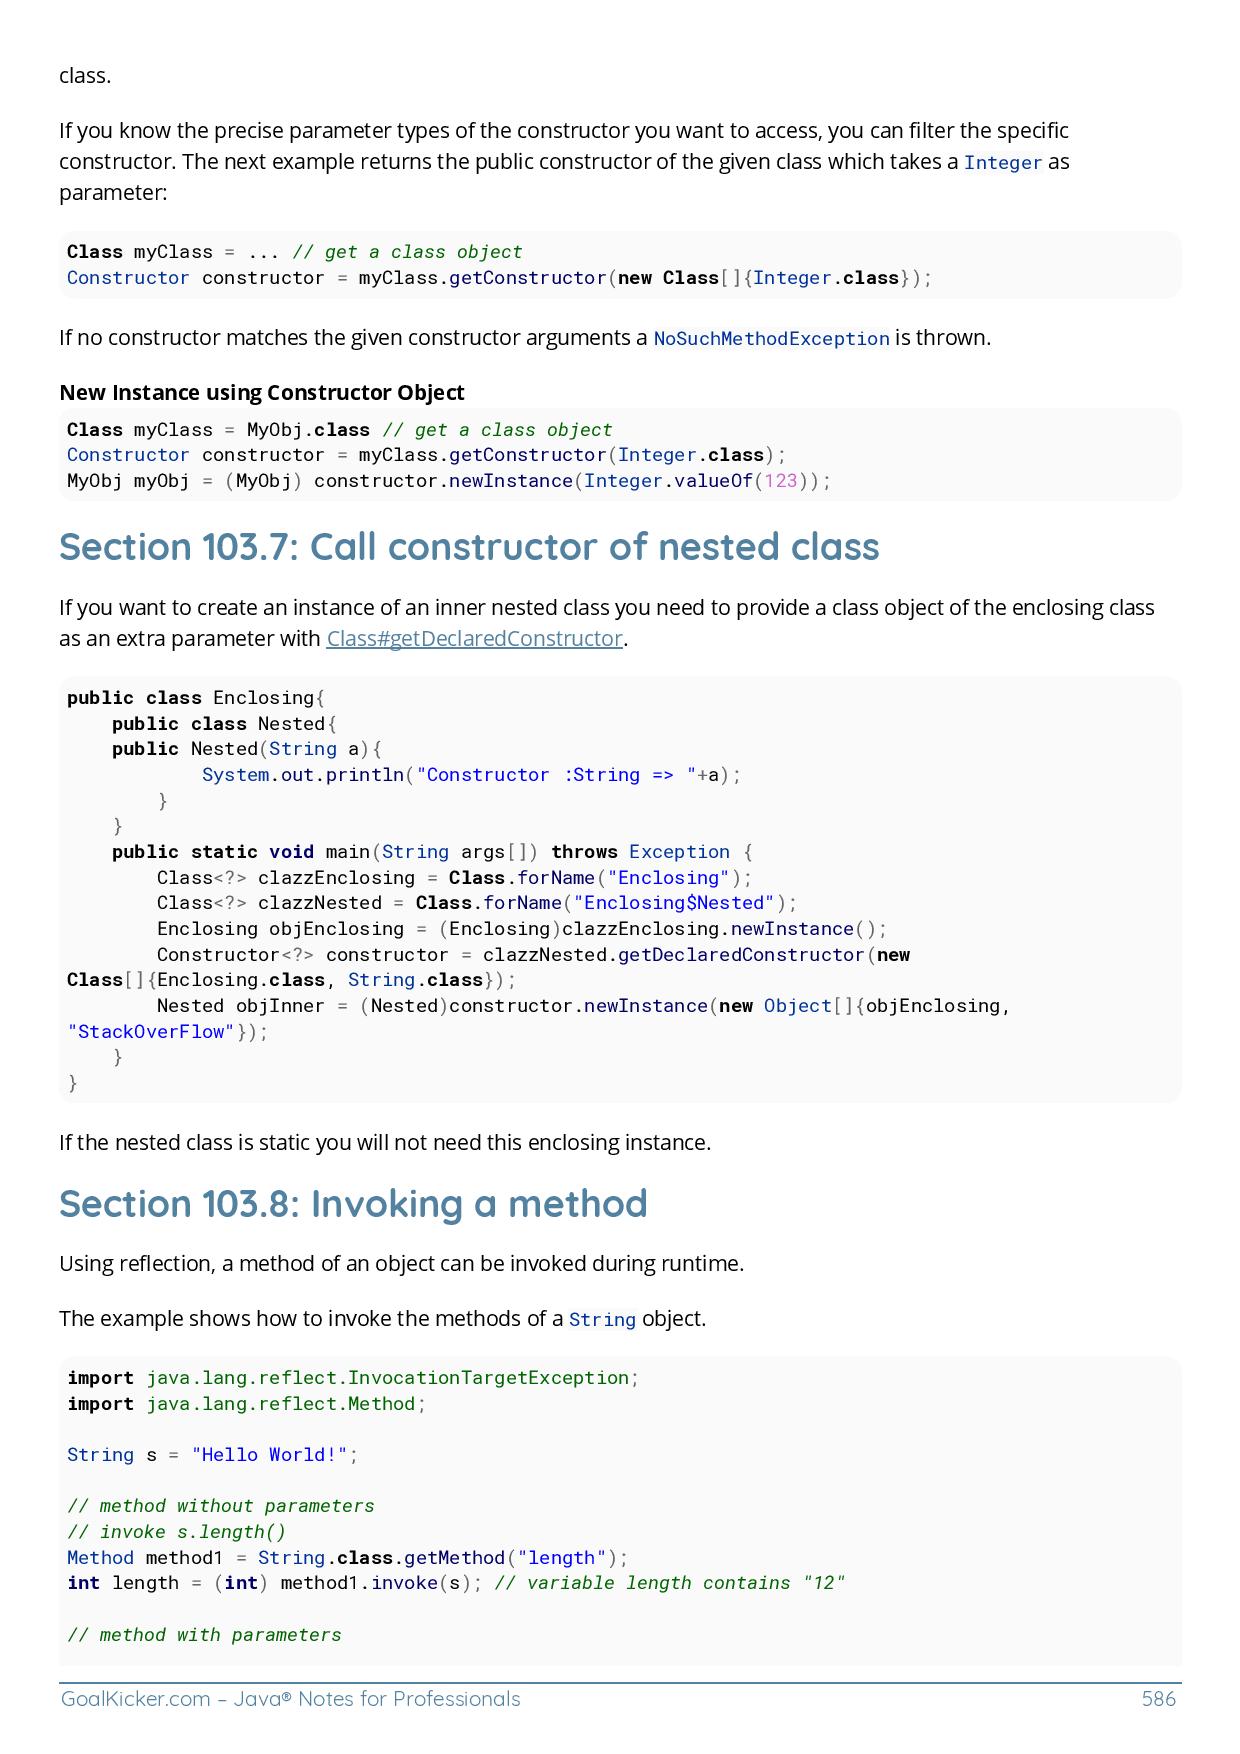 class.
If you know the precise parameter types of the constructor you want to access, you can filter the specific
constructor. The next example returns the public constructor of the given class which takes a Integer as
parameter:
Class myClass = ... // get a class object
Constructor constructor = myClass.getConstructor(new Class[]{Integer.class});
If no constructor matches the given constructor arguments a NoSuchMethodException is thrown.
New Instance using Constructor Object
Class myClass = MyObj.class // get a class object
Constructor constructor = myClass.getConstructor(Integer.class);
MyObj myObj = (MyObj) constructor.newInstance(Integer.valueOf(123));
Section 103.7: Call constructor of nested class
If you want to create an instance of an inner nested class you need to provide a class object of the enclosing class
as an extra parameter with Class#getDeclaredConstructor.
public class Enclosing{
    public class Nested{
    public Nested(String a){
            System.out.println("Constructor :String => "+a);
        }
    }
    public static void main(String args[]) throws Exception {
        Class<?> clazzEnclosing = Class.forName("Enclosing");
        Class<?> clazzNested = Class.forName("Enclosing$Nested");
        Enclosing objEnclosing = (Enclosing)clazzEnclosing.newInstance();
        Constructor<?> constructor = clazzNested.getDeclaredConstructor(new
Class[]{Enclosing.class, String.class});
        Nested objInner = (Nested)constructor.newInstance(new Object[]{objEnclosing,
"StackOverFlow"});
    }
}
If the nested class is static you will not need this enclosing instance.
Section 103.8: Invoking a method
Using reflection, a method of an object can be invoked during runtime.
The example shows how to invoke the methods of a String object.
import java.lang.reflect.InvocationTargetException;
import java.lang.reflect.Method;
String s = "Hello World!";
// method without parameters
// invoke s.length()
Method method1 = String.class.getMethod("length");
int length = (int) method1.invoke(s); // variable length contains "12"
// method with parameters
GoalKicker.com – Java® Notes for Professionals 586